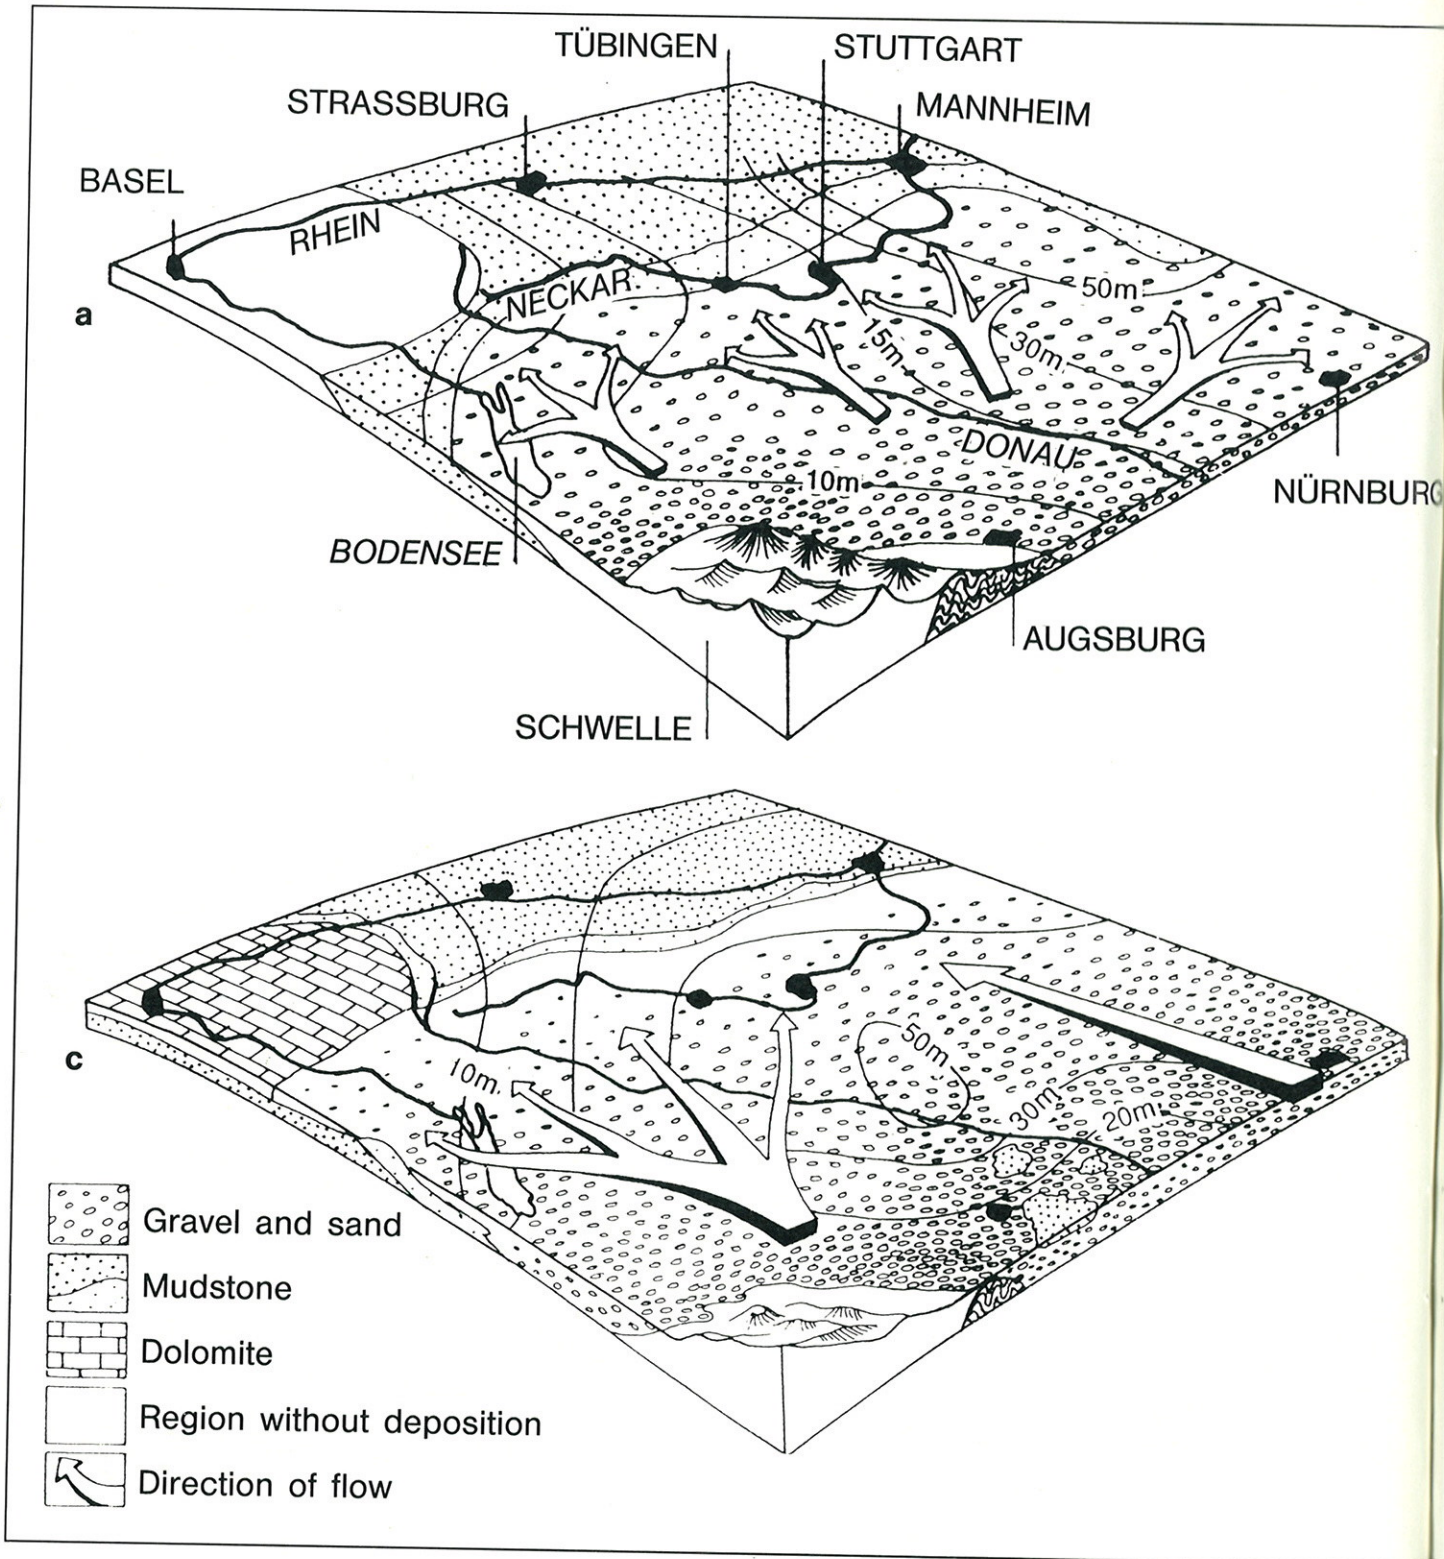 TÜBINGEN
STUTTGART
STRASSBURG
MANNHEIM
BASEL
RHEIN
NECKAR
a
50m
15m
30m
DONAU
10m
NÜRNBURG
BODENSEE
AUGSBURG
SCHWELLE
c
50m
10m.
30m
20m
Gravel and sand
Mudstone
Dolomite
Region without deposition
Direction of flow